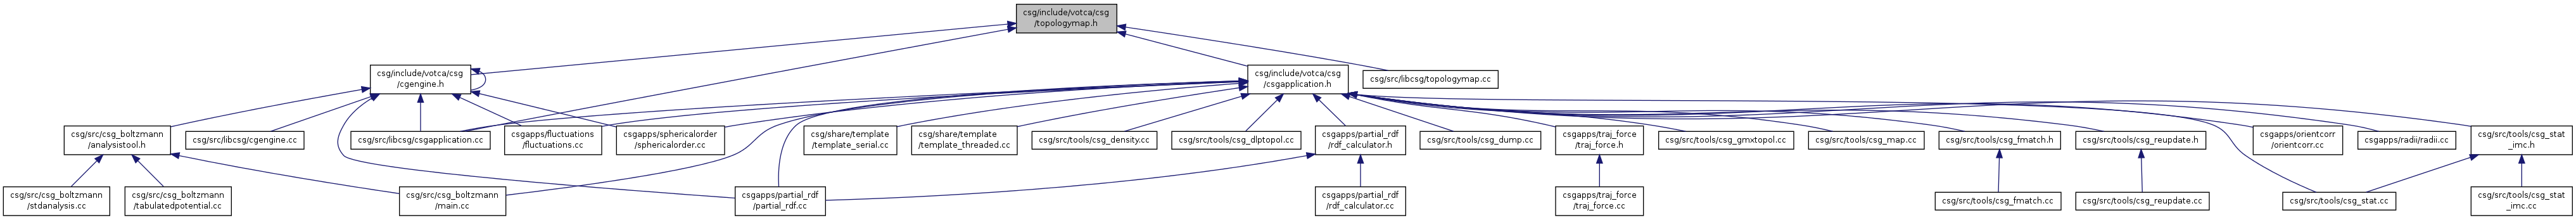 csg/include/votca/csg
/topologymap.h
csg/include/votca/csg
/cgengine.h
csg/include/votca/csg
/csgapplication.h
csg/src/libcsg/topologymap.cc
csg/src/csg_boltzmann
/analysistool.h
csg/src/libcsg/cgengine.cc
csg/src/libcsg/csgapplication.cc
csgapps/fluctuations
/fluctuations.cc
csgapps/sphericalorder
/sphericalorder.cc
csg/share/template
/template_serial.cc
csg/share/template
/template_threaded.cc
csg/src/tools/csg_density.cc
csg/src/tools/csg_dlptopol.cc
csgapps/partial_rdf
/rdf_calculator.h
csg/src/tools/csg_dump.cc
csgapps/traj_force
/traj_force.h
csg/src/tools/csg_gmxtopol.cc
csg/src/tools/csg_map.cc
csg/src/tools/csg_fmatch.h
csg/src/tools/csg_reupdate.h
csgapps/orientcorr
/orientcorr.cc
csgapps/radii/radii.cc
csg/src/tools/csg_stat
_imc.h
csg/src/csg_boltzmann
/stdanalysis.cc
csg/src/csg_boltzmann
/tabulatedpotential.cc
csg/src/csg_boltzmann
/main.cc
csgapps/partial_rdf
/partial_rdf.cc
csgapps/partial_rdf
/rdf_calculator.cc
csgapps/traj_force
/traj_force.cc
csg/src/tools/csg_fmatch.cc
csg/src/tools/csg_reupdate.cc
csg/src/tools/csg_stat.cc
csg/src/tools/csg_stat
_imc.cc